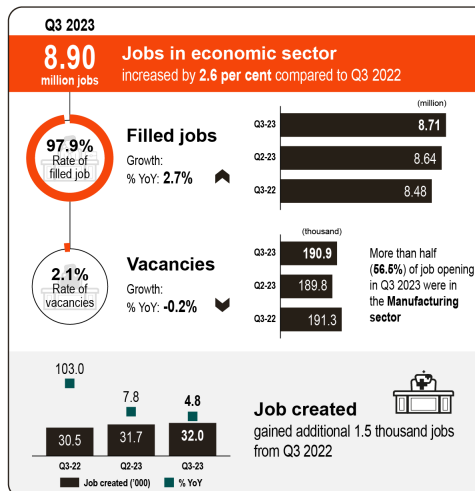 Q3 2023
8.90
million jobs
Jobs in economic sector
increased by 2.6 per cent compared to Q3 2022
97.9%
Rate of
filled job
Filled jobs
Growth:
% YoY: 2.7%
(million)
Q3-23 8.71
Q2-23 8.64
Q3-22 8.48
2.1%
Rate of
vacancies
Vacancies
Growth:
% YoY: -0.2%
(thousand)
Q3-23 190.9
Q2-23 189.8
Q3-22 191.3
More than half
(56.5%) of job opening
in Q3 2023 were in
the Manufacturing
sector
103.0
7.8
4.8
30.5 31.7 32.0
Q3-22 Q2-23 Q3-23
Job created ('000) % YoY
Job created
gained additional 1.5 thousand jobs
from Q3 2022